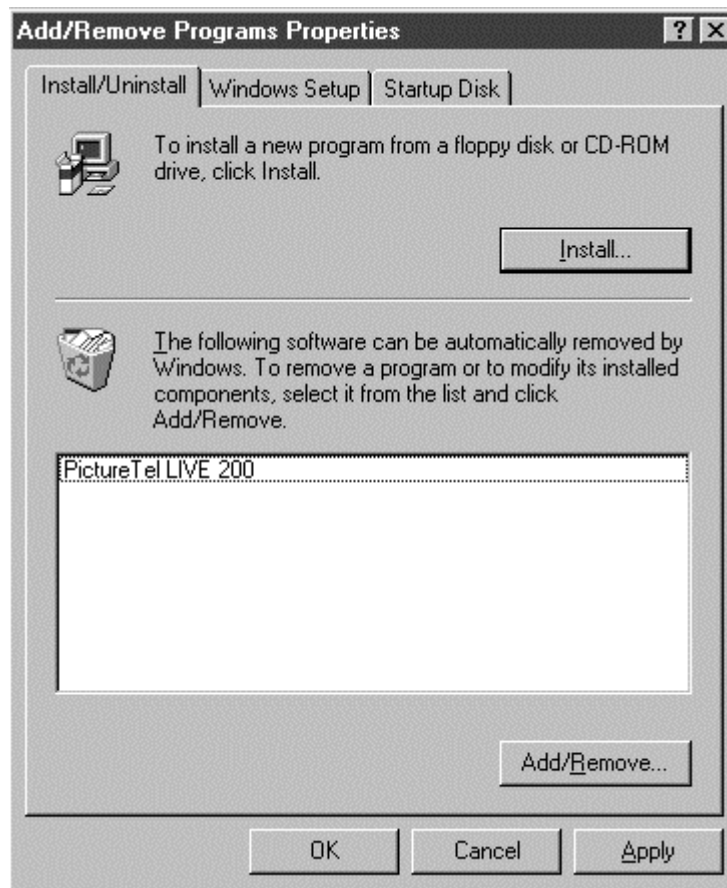 Add/Remove Programs Properties
Install/Uninstall Windows Setup Startup Disk
To install a new program from a floppy disk or CD-ROM
drive, click Install.
Install...
The following software can be automatically removed by
Windows. To remove a program or to modify its installed
components, select it from the list and click
Add/Remove.
PictureTel LIVE 200
Add/Remove...
OK Cancel Apply